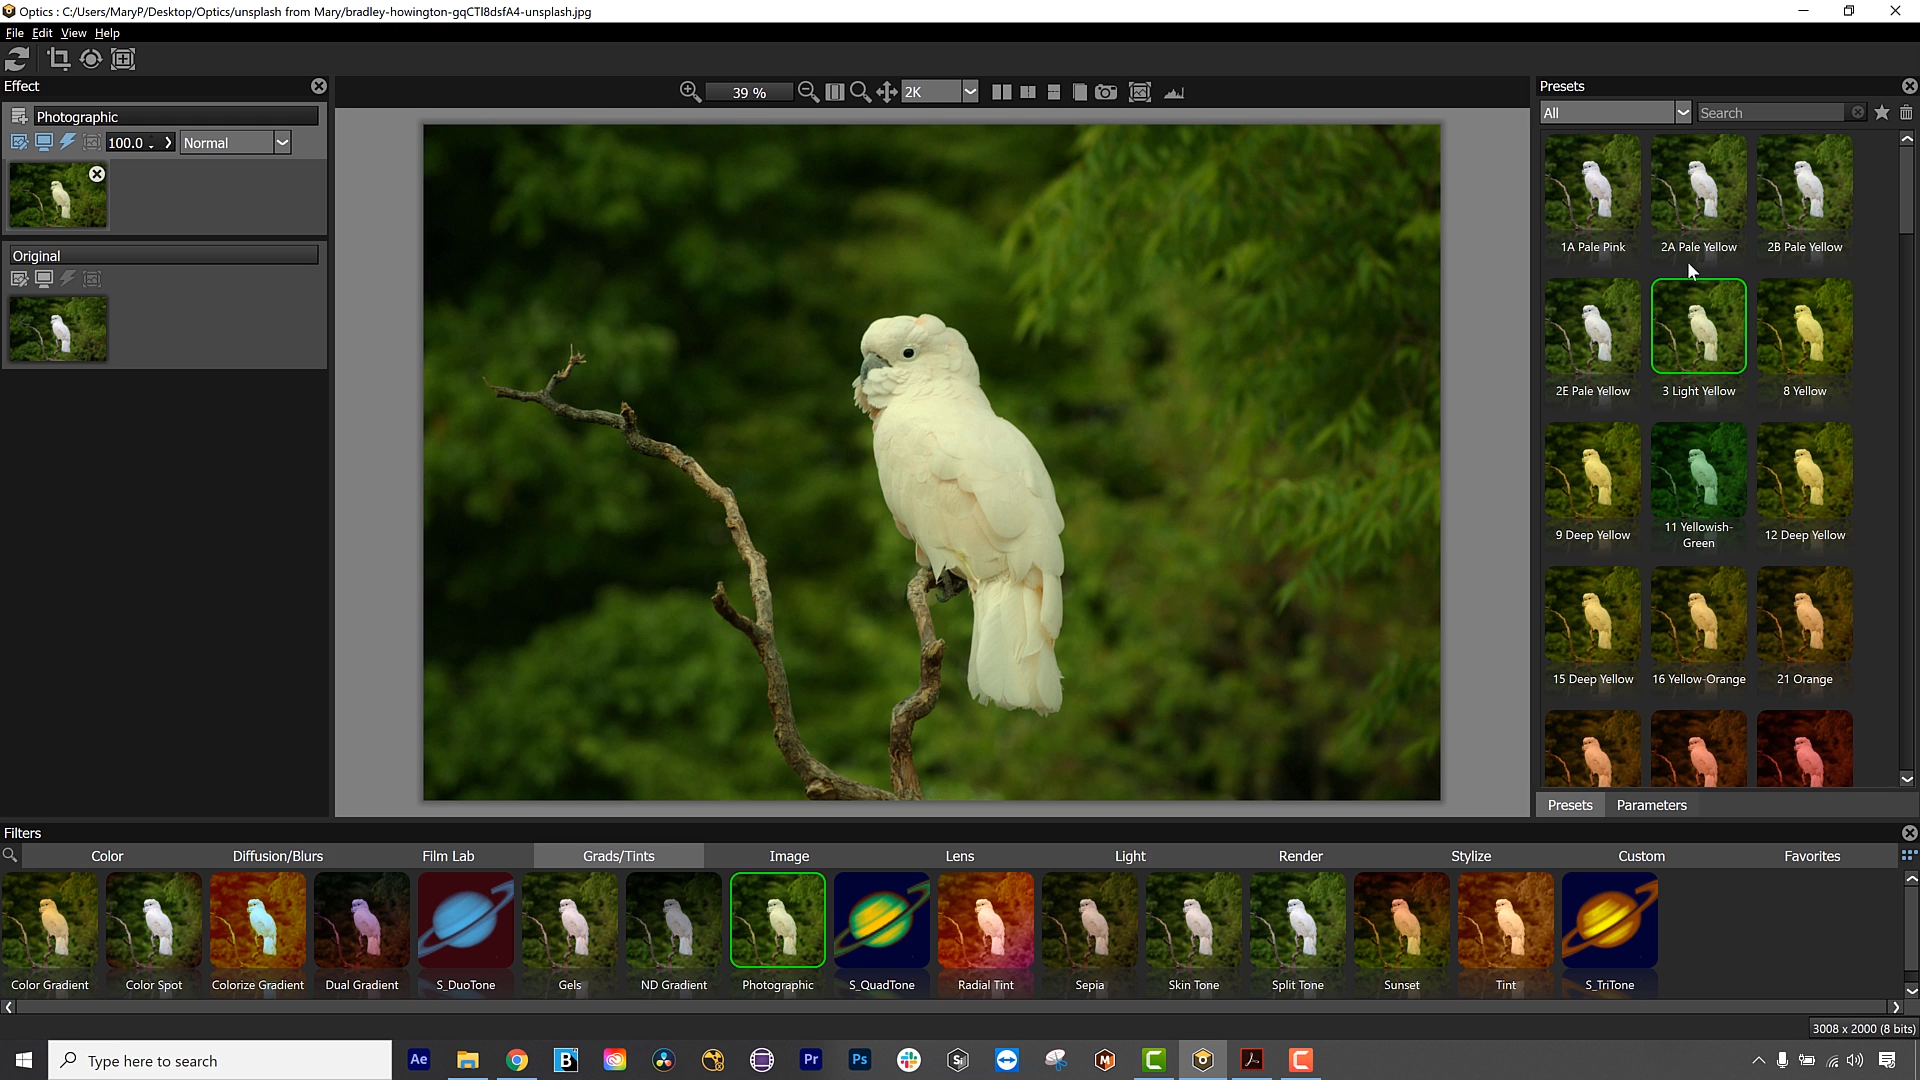 Optics : C:/Users/MaryP/Desktop/Optics/unsplash from Mary/bradley-howington-gqCTI8dsfA4-unsplash.jpg
File Edit View Help
Effect
Photographic
100.0 Normal
Original
39 % 2K
Presets
All Search
1A Pale Pink 2A Pale Yellow 2B Pale Yellow
2E Pale Yellow 3 Light Yellow 8 Yellow
9 Deep Yellow 11 Yellowish-
Green 12 Deep Yellow
15 Deep Yellow 16 Yellow-Orange 21 Orange
Presets Parameters
Filters
Color Diffusion/Blurs Film Lab Grads/Tints Image Lens Light Render Stylize Custom Favorites
Color Gradient Color Spot Colorize Gradient Dual Gradient S_DuoTone Gels ND Gradient Photographic S_QuadTone Radial Tint Sepia Skin Tone Split Tone Sunset Tint S_TriTone
3008 x 2000 (8 bits)
Type here to search Ae B Pr Ps Si M C C